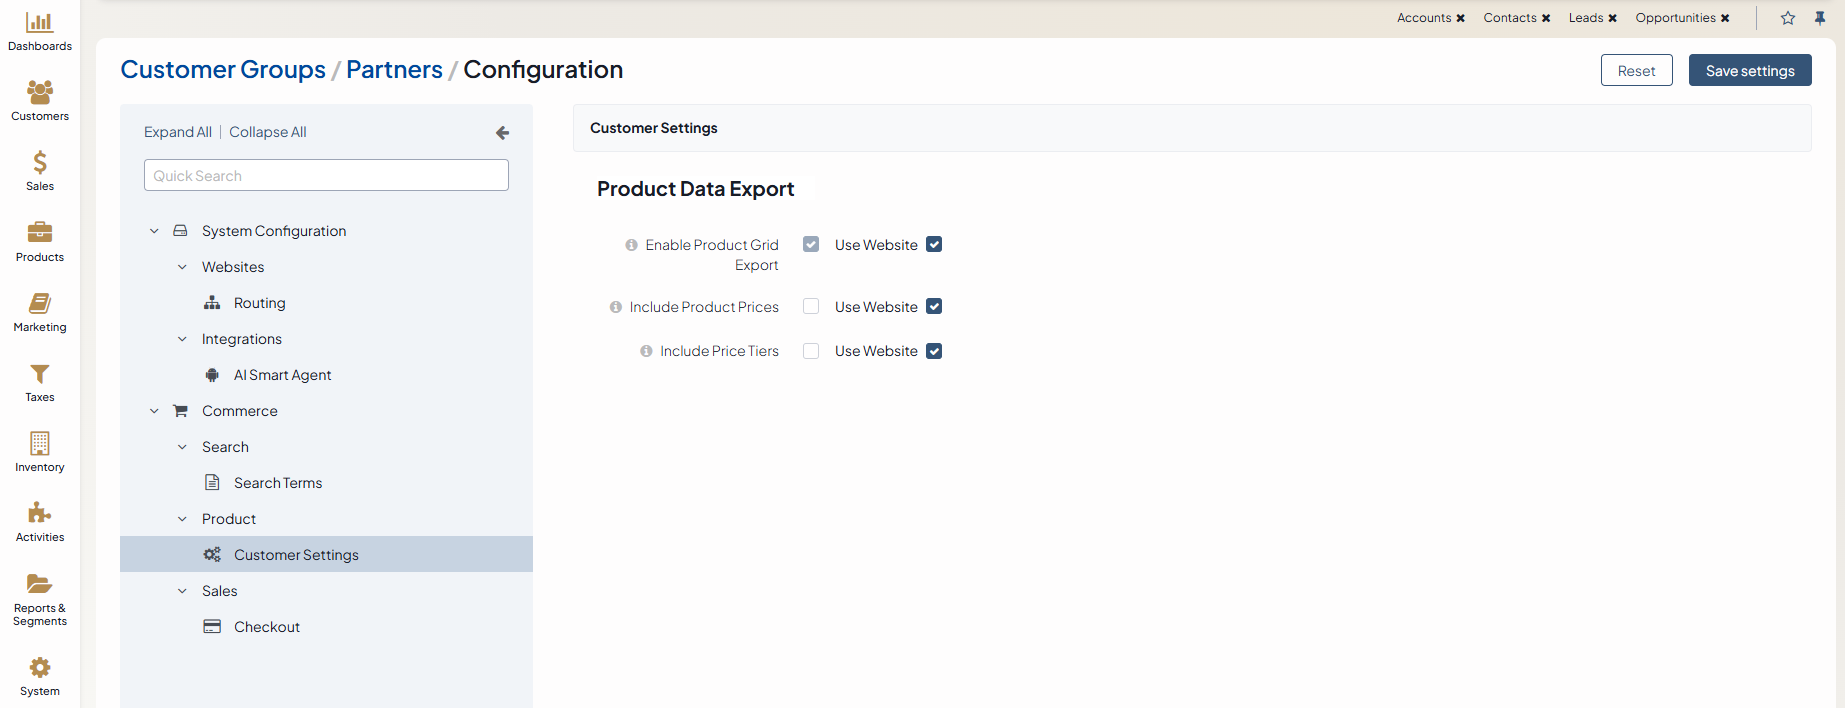 Accounts ✖ Contacts ✖ Leads ✖ Opportunities ✖
Dashboards
Customers
Sales
Products
Marketing
Taxes
Inventory
Activities
Reports &
Segments
System
Customer Groups / Partners / Configuration
Reset
Save settings
Expand All | Collapse All
Quick Search
System Configuration
Websites
Routing
Integrations
AI Smart Agent
Commerce
Search
Search Terms
Product
Customer Settings
Sales
Checkout
Customer Settings
Product Data Export
Enable Product Grid
Export
Use Website
Include Product Prices
Use Website
Include Price Tiers
Use Website